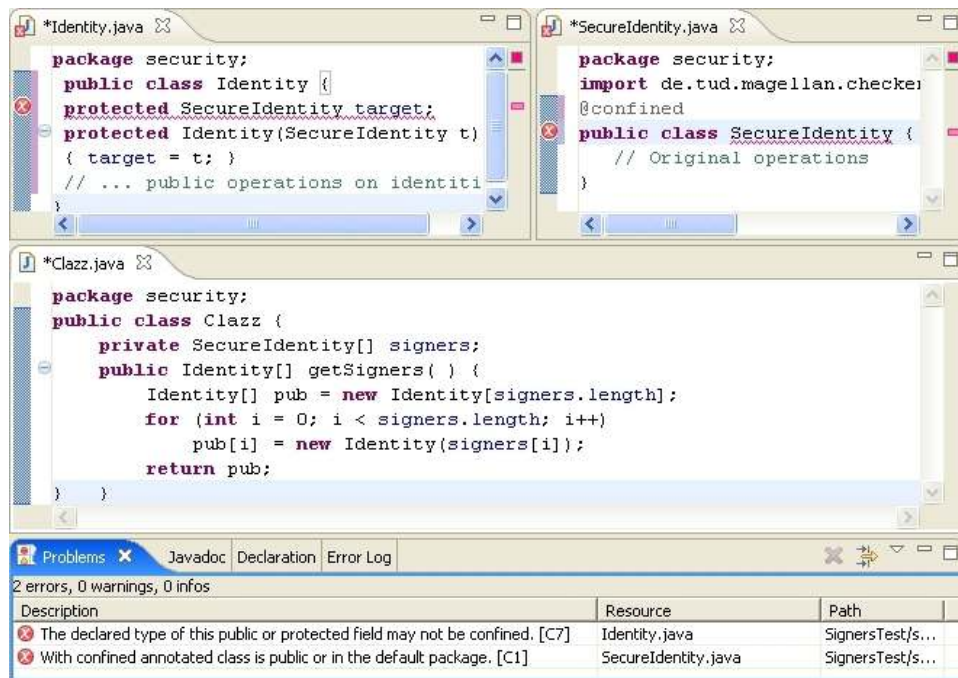 *Identity.java
package security;
public class Identity {
protected SecureIdentity target;
protected Identity(SecureIdentity t)
{ target = t; }
// ... public operations on identiti
}
*SecureIdentity.java
package security;
import de.tud.magellan.checker
@confined
public class SecureIdentity {
// Original operations
}
*Clazz.java
package security;
public class Clazz {
private SecureIdentity[] signers;
public Identity[] getSigners( ) {
Identity[] pub = new Identity[signers.length];
for (int i = 0; i < signers.length; i++)
pub[i] = new Identity(signers[i]);
return pub;
} }
Problems Javadoc Declaration Error Log
2 errors, 0 warnings, 0 infos
Description Resource Path
The declared type of this public or protected field may not be confined. [C7] Identity.java SignersTest/s...
With confined annotated class is public or in the default package. [C1] SecureIdentity.java SignersTest/s...